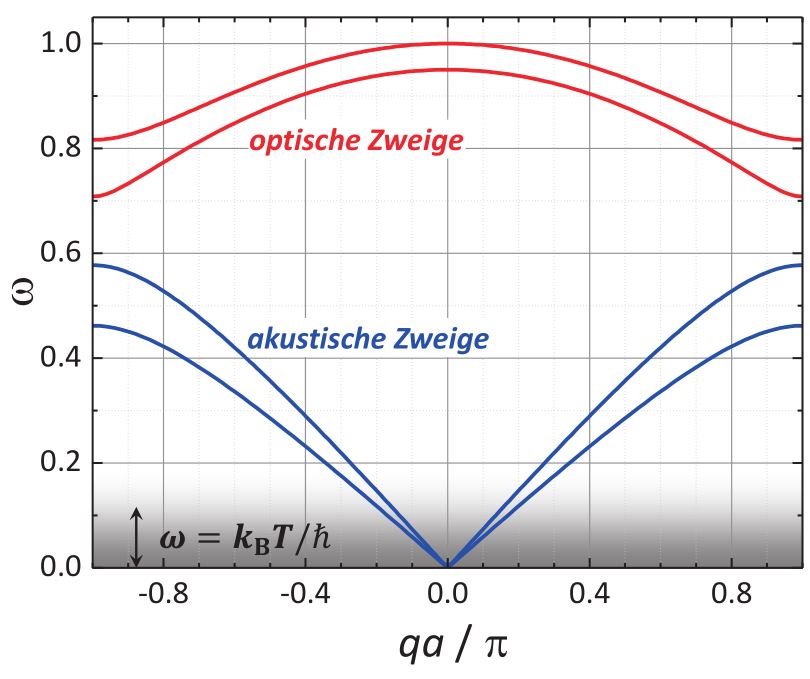 1.0
0.8
0.6
0.4
0.2
0.0
ω
optische Zweige
akustische Zweige
ω = k_B T/ħ
-0.8 -0.4 0.0 0.4 0.8
qa / π